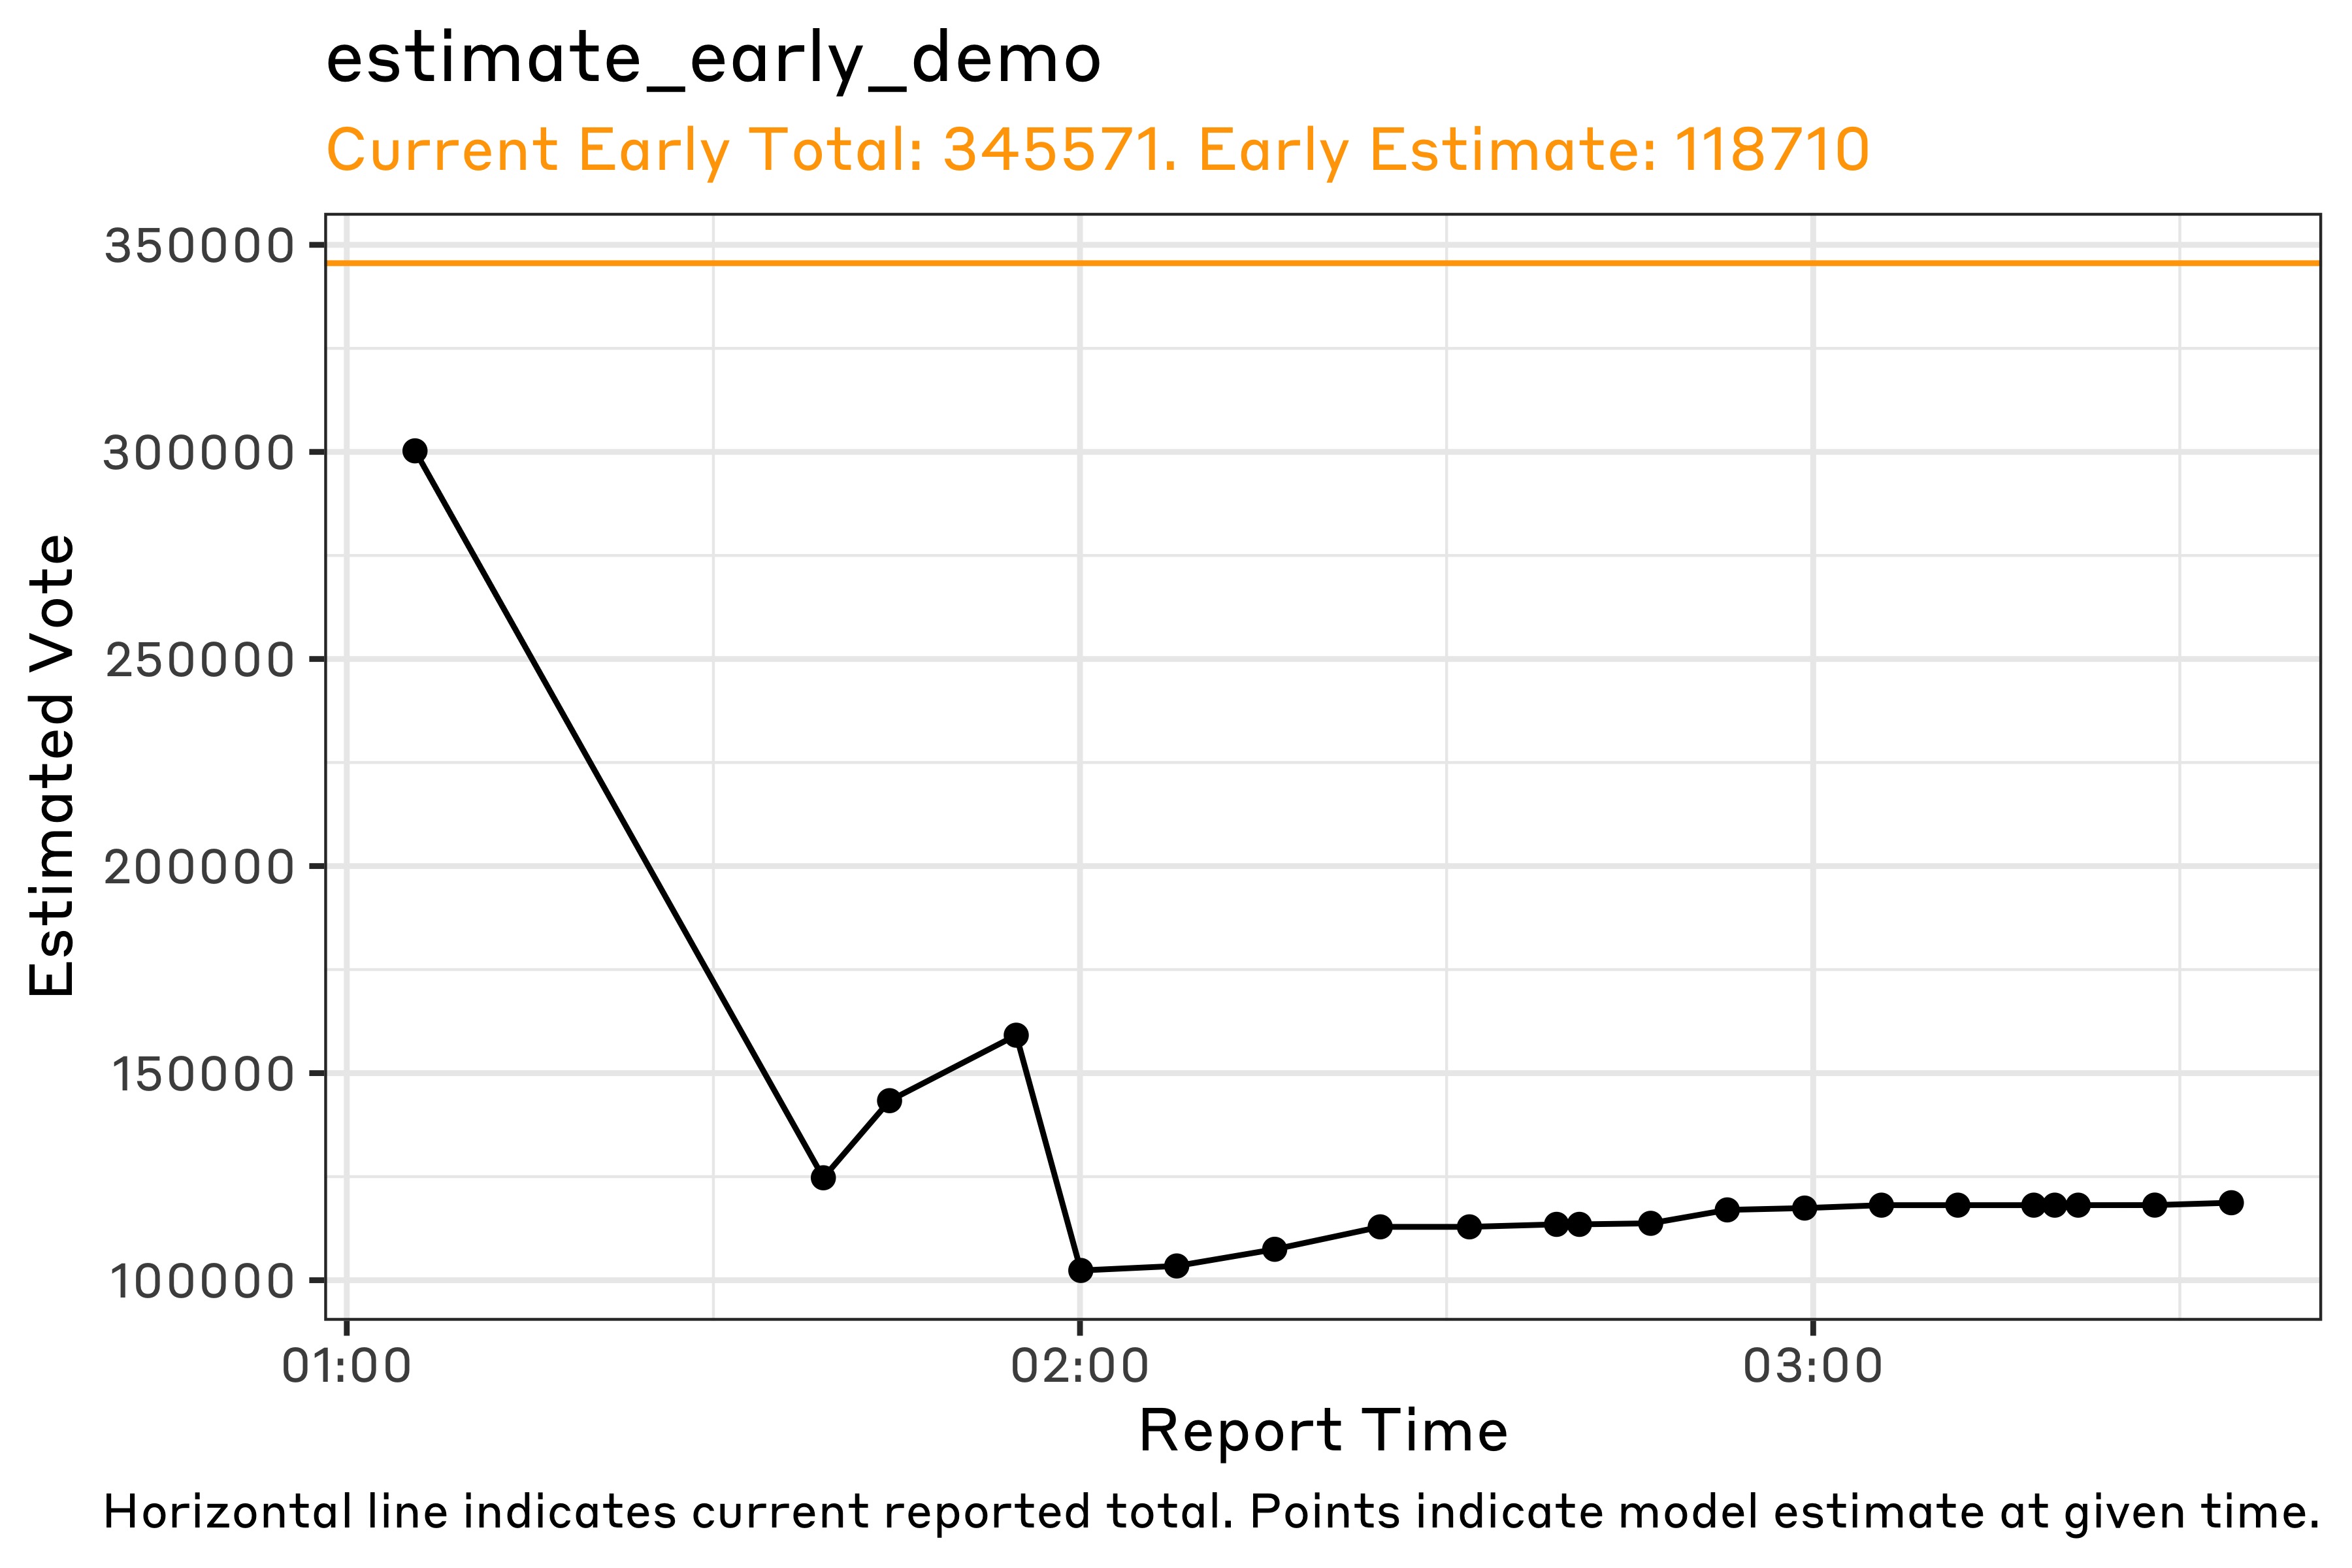 estimate_early_demo
Current Early Total: 345571. Early Estimate: 118710
350000
300000
250000
200000
150000
100000
Estimated Vote
01:00 02:00 03:00
Report Time
Horizontal line indicates current reported total. Points indicate model estimate at given time.